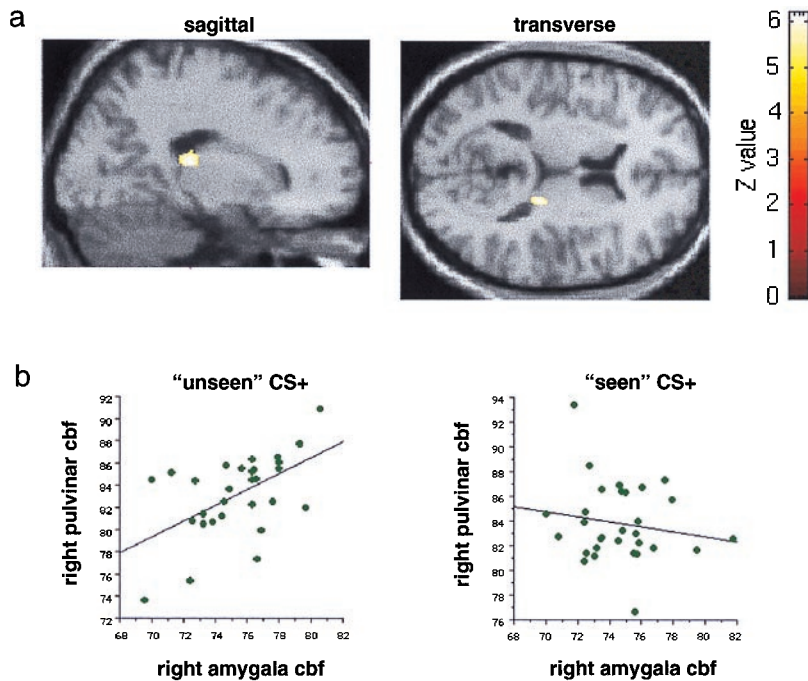 a
sagittal
transverse
6
5
4
3
2
1
0
Z value
b
“unseen” CS+
92
90
88
86
84
82
80
78
76
74
72
68 70 72 74 76 78 80 82
right pulvinar cbf
right amygala cbf
“seen” CS+
94
92
90
88
86
84
82
80
78
76
68 70 72 74 76 78 80 82
right pulvinar cbf
right amygala cbf